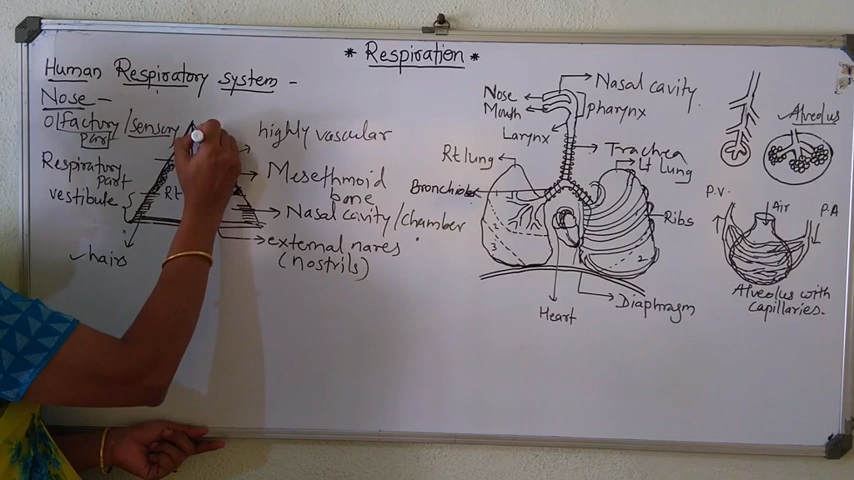 * Respiration *
Human Respiratory system -
Nose -
Olfactory /sensory
part
Respiratory
part
vestibule
hairs
Rt
highly vascular
Mesethmoid
bone
Nasal cavity/chamber
external nares
(nostrils)
Nasal cavity
Nose
Mouth
pharynx
Larynx
Trachea
Rt lung
Lt lung
Ribs
Heart
Diaphragm
Alveolus
P.V.
Air
P.A
Alveolus with
capillaries.